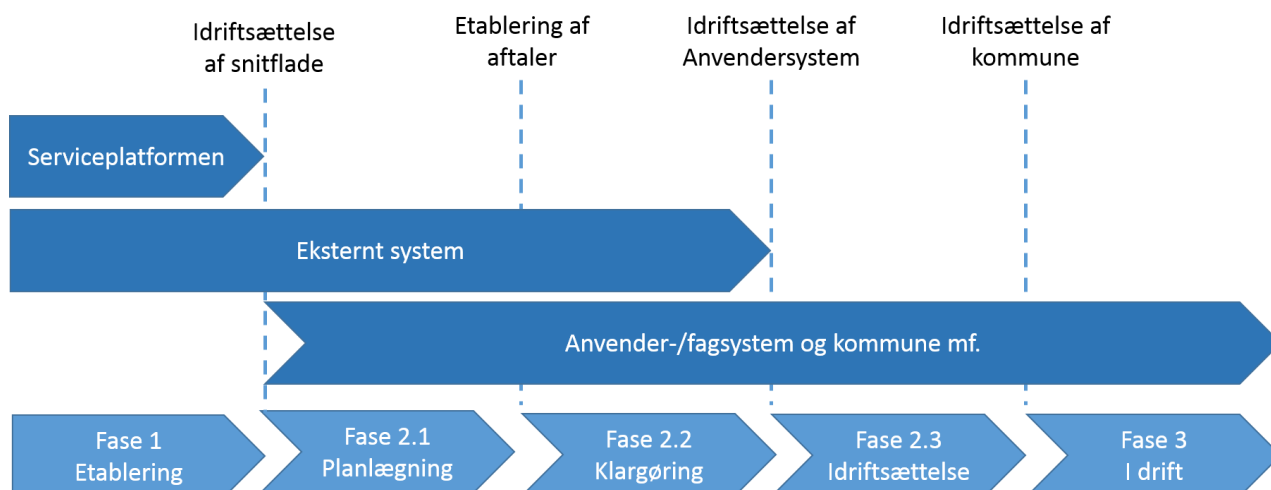 Idriftsættelse
af snitflade
Etablering af
aftaler
Idriftsættelse af
Anvendersystem
Idriftsættelse af
kommune
Serviceplatformen
Eksternt system
Anvender-/fagsystem og kommune mf.
Fase 1
Etablering
Fase 2.1
Planlægning
Fase 2.2
Klargøring
Fase 2.3
Idriftsættelse
Fase 3
I drift